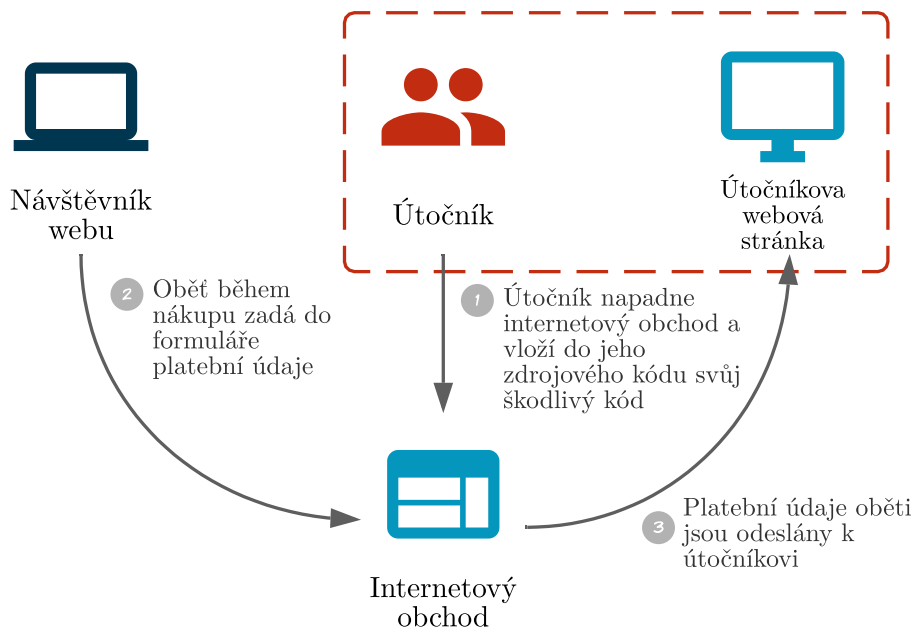 Návštěvník
webu
Útočník
Útočníkova
webová
stránka
2
Oběť během
nákupu zadá do
formuláře
platební údaje
1
Útočník napadne
internetový obchod a
vloží do jeho
zdrojového kódu svůj
škodlivý kód
3
Platební údaje oběti
jsou odeslány k
útočníkovi
Internetový
obchod